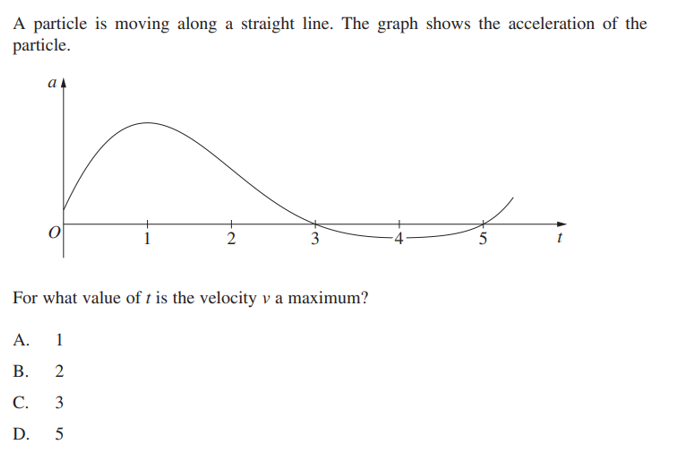 A particle is moving along a straight line. The graph shows the acceleration of the
particle.
a
O
1 2 3 4 5 t
For what value of t is the velocity v a maximum?
A. 1
B. 2
C. 3
D. 5